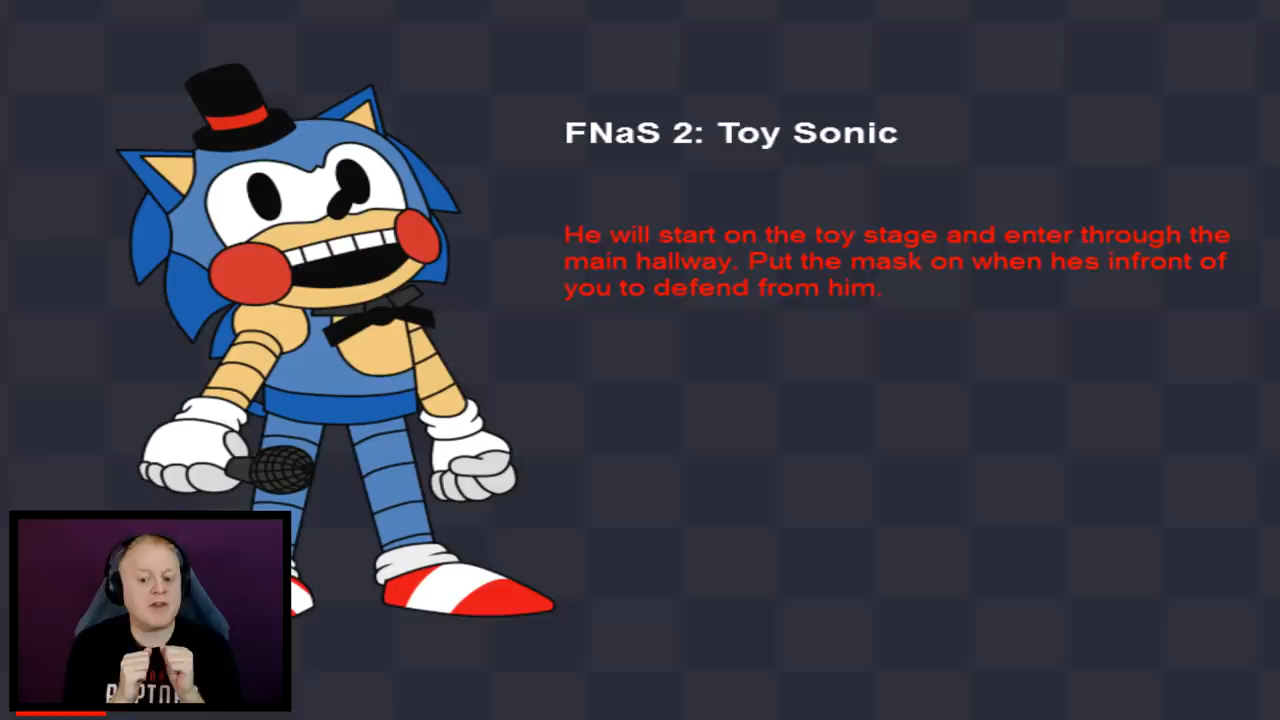 FNaS 2: Toy Sonic
He will start on the toy stage and enter through the
main hallway. Put the mask on when hes infront of
you to defend from him.